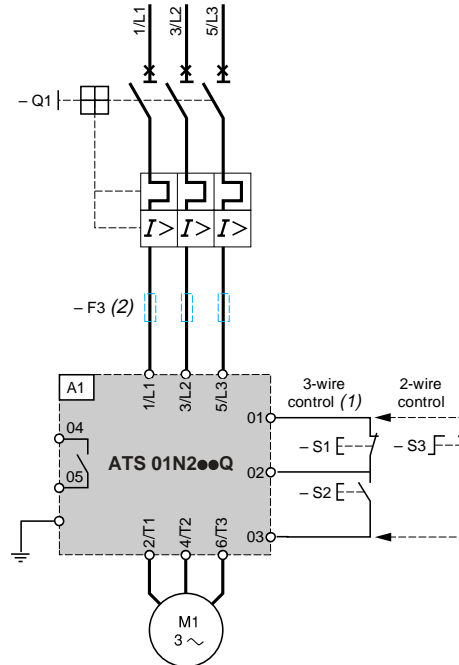 1/L1
3/L2
5/L3
– Q1
I>
I>
I>
– F3 (2)
A1
1/L1
3/L2
5/L3
3-wire
control (1)
2-wire
control
01
04
– S1
– S3
ATS 01N2●●Q
02
05
– S2
03
2/T1
4/T2
6/T3
M1
3 ~